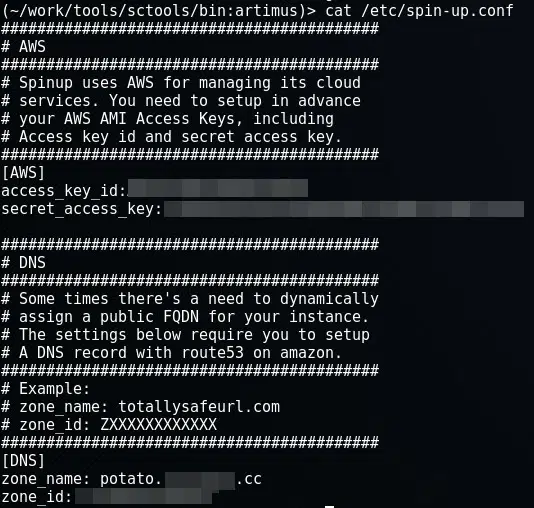 (~/work/tools/sctools/bin:artimus)> cat /etc/spin-up.conf
##########################################
# AWS
##########################################
# Spinup uses AWS for managing its cloud
# services. You need to setup in advance
# your AWS AMI Access Keys, including
# Access key id and secret access key.
##########################################
[AWS]
access_key_id:
secret_access_key:
##########################################
# DNS
##########################################
# Some times there's a need to dynamically
# assign a public FQDN for your instance.
# The settings below require you to setup
# A DNS record with route53 on amazon.
##########################################
# Example:
# zone_name: totallysafeurl.com
# zone_id: ZXXXXXXXXXXXX
##########################################
[DNS]
zone_name: potato. .cc
zone_id: